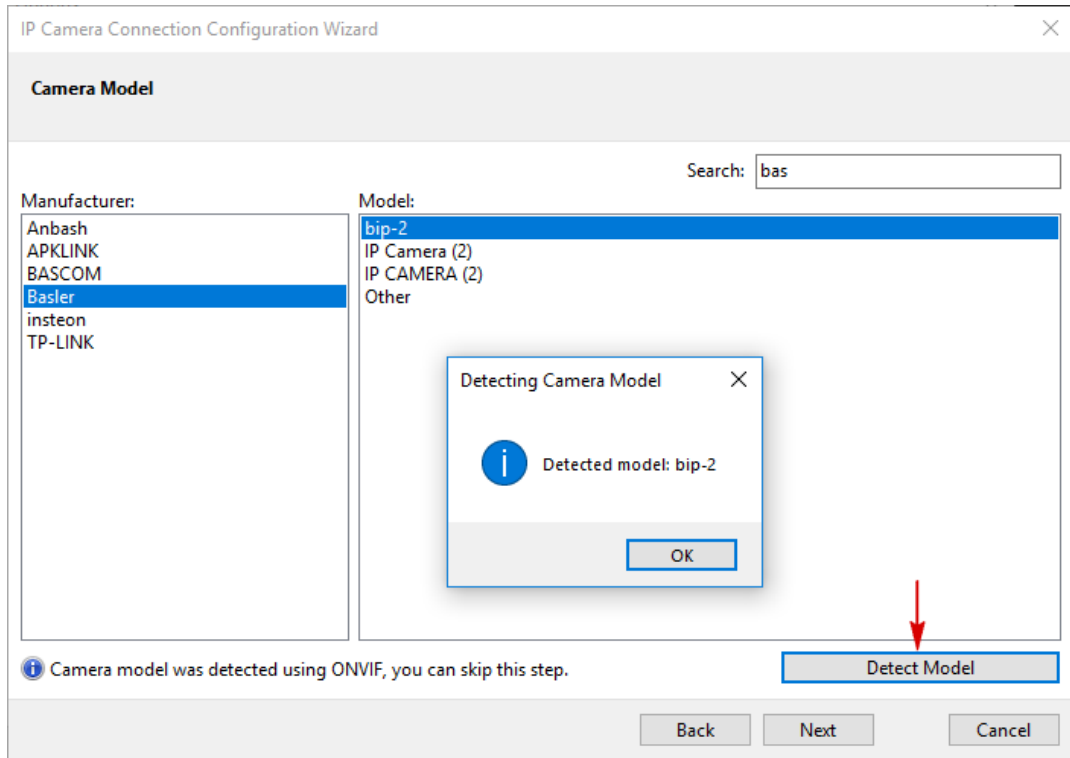 IP Camera Connection Configuration Wizard
Camera Model
Search: bas
Manufacturer:
Model:
Anbash
APKLINK
BASCOM
Basler
insteon
TP-LINK
bip-2
IP Camera (2)
IP CAMERA (2)
Other
Detecting Camera Model
Detected model: bip-2
OK
Camera model was detected using ONVIF, you can skip this step.
Detect Model
Back
Next
Cancel